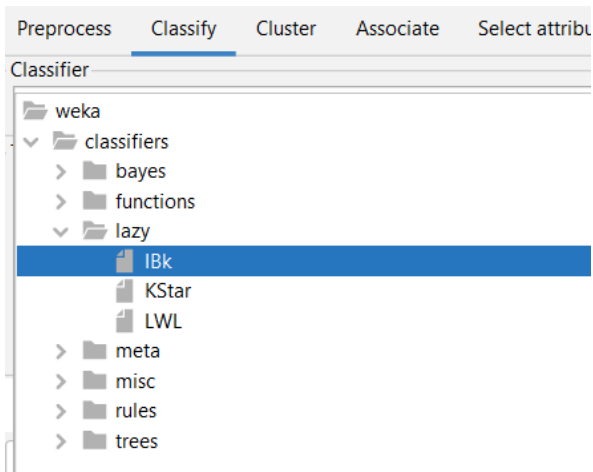 Preprocess Classify Cluster Associate Select attribu
Classifier
weka
classifiers
bayes
functions
lazy
IBk
KStar
LWL
meta
misc
rules
trees